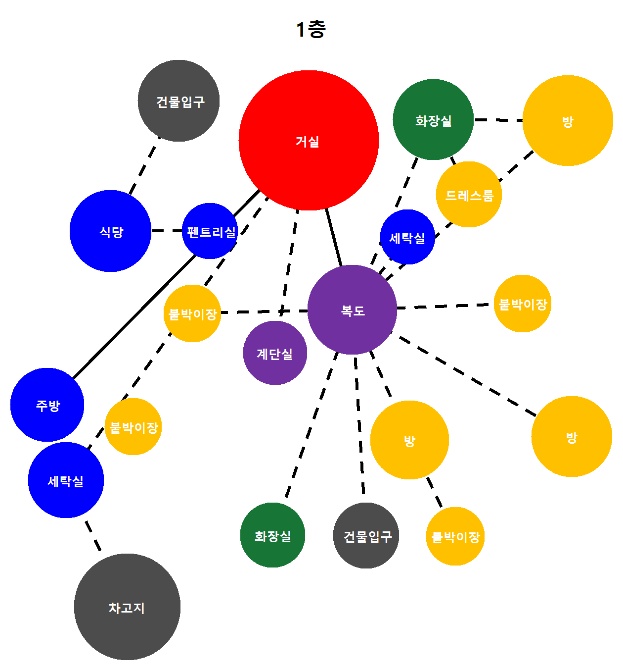 1층
건물입구
거실
화장실
방
드레스룸
식당
펜트리실
세탁실
붙박이장
복도
붙박이장
계단실
주방
붙박이장
방
방
세탁실
화장실
건물입구
붙박이장
차고지